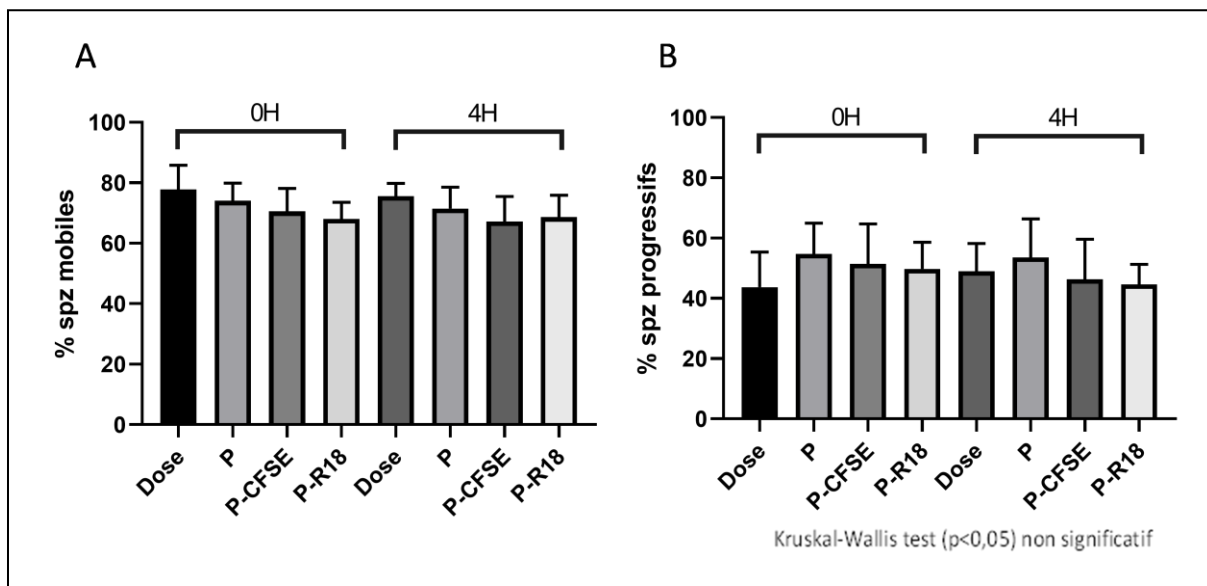 A
0H
4H
% spz mobiles
100
80
60
40
20
0
Dose
P
P-CFSE
P-R18
Dose
P
P-CFSE
P-R18
B
0H
4H
% spz progressifs
100
80
60
40
20
0
Dose
P
P-CFSE
P-R18
Dose
P
P-CFSE
P-R18
Kruskal-Wallis test (p<0,05) non significatif